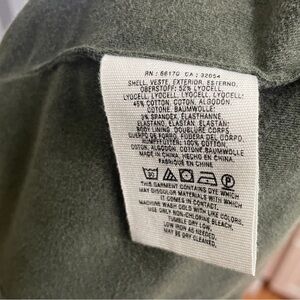 RN: 66170 CA: 32054
SHELL, VESTE, EXTERIOR, ESTERNO,
OBERSTOFF: 52% LYOCELL,
LYOCELL, LYOCELL, LYOCELL, LYOCELL
45% COTTON, COTON, ALGODÓN
COTONE, BAUMWOLLE:
3% SPANDEX, ELASTHANNE,
ELASTANO, ELASTAN, ELASTAN:
BODY LINING: DOUBLURE CORPS
CUERPO DE FORRO, FODERA DEL CORPO,
RUMPFFUTTER: 100% COTTON,
COTON, ALGODÓN, COTONE, BAUMWOLLE
MADE IN CHINA, HECHO EN CHINA,
FABRIQUÉ EN CHINE
THIS GARMENT CONTAINS DYE WHICH
MAY DISCOLOR MATERIALS WITH WHICH
IT COMES IN CONTACT.
MACHINE WASH COLD WITH LIKE COLORS.
USE ONLY NON-CHLORINE BLEACH,
TUMBLE DRY LOW.
MAY BE IRON CLEANED.